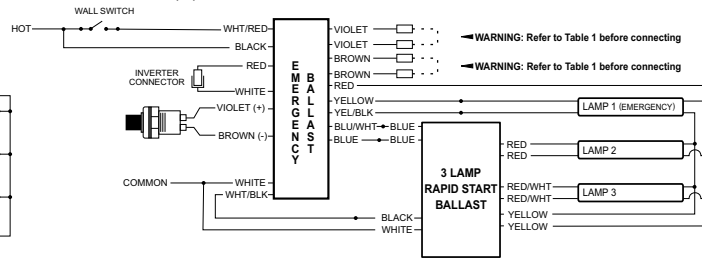 WALL SWITCH
HOT
WHT/RED
BLACK
RED
INVERTER
CONNECTOR
WHITE
VIOLET (+)
BROWN (-)
COMMON
WHITE
WHT/BLK
EMERGENCY
BALLAST
VIOLET
VIOLET
BROWN
BROWN
RED
YELLOW
YEL/BLK
BLU/WHT
BLUE
BLUE
BLUE
WARNING: Refer to Table 1 before connecting
WARNING: Refer to Table 1 before connecting
3 LAMP
RAPID START
BALLAST
BLACK
WHITE
RED
RED
RED/WHT
RED/WHT
YELLOW
YELLOW
LAMP 1 (EMERGENCY)
LAMP 2
LAMP 3